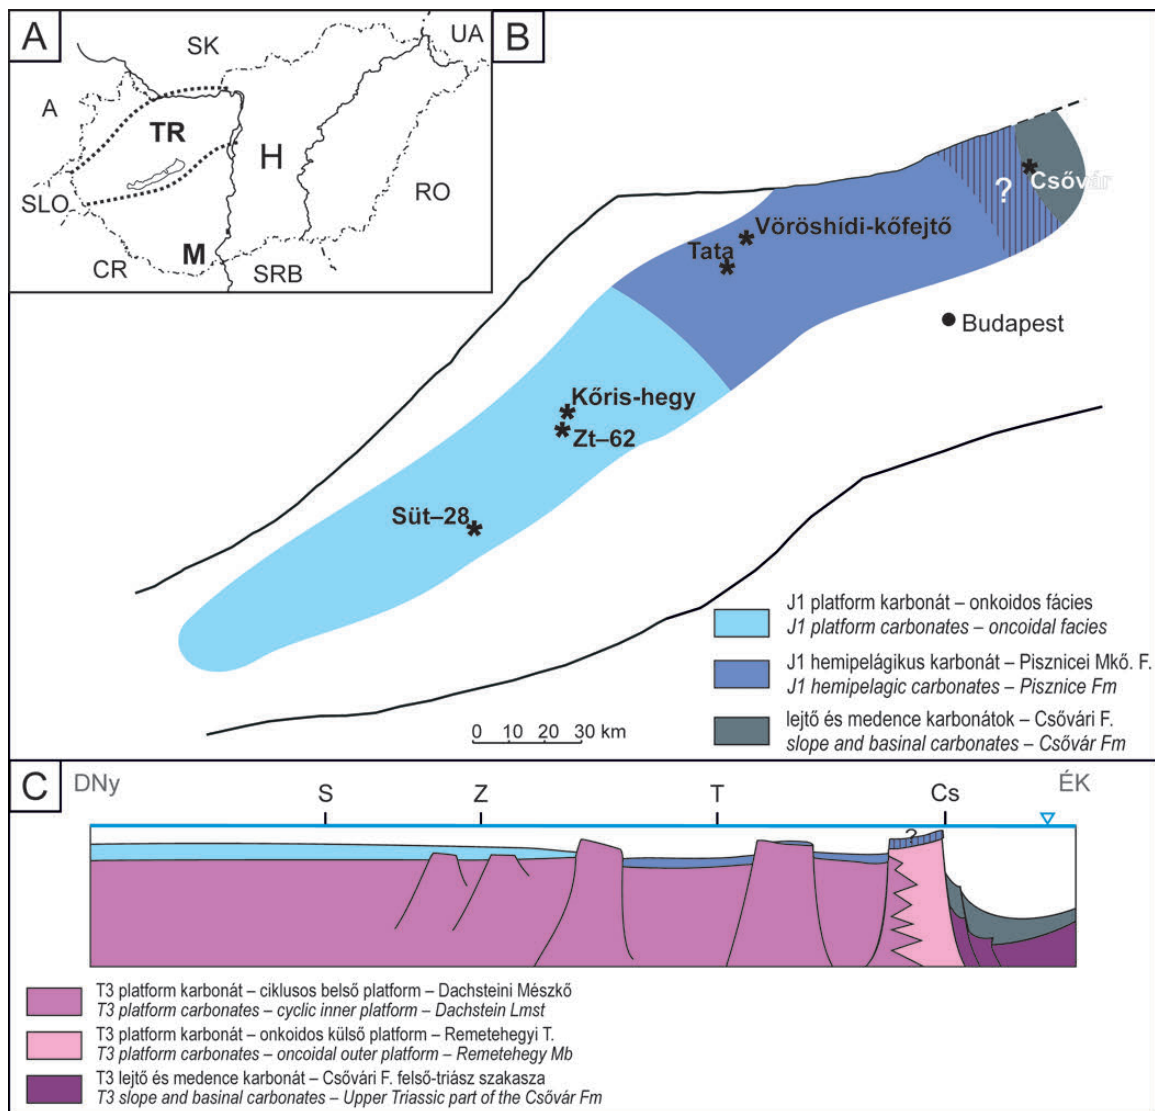 A
SK
UA
A
TR
H
RO
SLO
M
CR
SRB
B
?
Csővár
Vöröshídi-kőfejtő
Tata
Budapest
Kőris-hegy
Zt–62
Süt–28
J1 platform karbonát – onkoidos fácies
J1 platform carbonates – oncoidal facies
J1 hemipelágikus karbonát – Pisznicei Mkő. F.
J1 hemipelagic carbonates – Pisznice Fm
lejtő és medence karbonátok – Csővári F.
slope and basinal carbonates – Csővár Fm
0 10 20 30 km
C
DNy
S
Z
T
Cs
ÉK
?
T3 platform karbonát – ciklusos belső platform – Dachsteini Mészkő
T3 platform carbonates – cyclic inner platform – Dachstein Lmst
T3 platform karbonát – onkoidos külső platform – Remetehegyi T.
T3 platform carbonates – oncoidal outer platform – Remetehegy Mb
T3 lejtő és medence karbonát – Csővári F. felső-triász szakasza
T3 slope and basinal carbonates – Upper Triassic part of the Csővár Fm